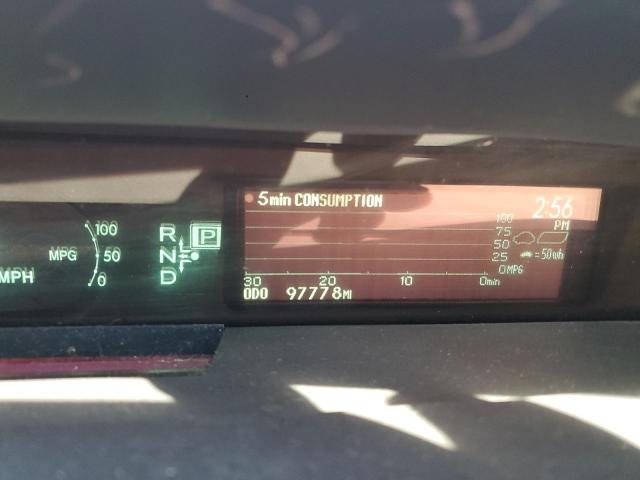 5min CONSUMPTION
2:56
PM
100
75
50
25
0MPG
=50Wh
30 20 10 0min
ODO 97778MI
100
MPG 50
0
MPH
R P
N
D